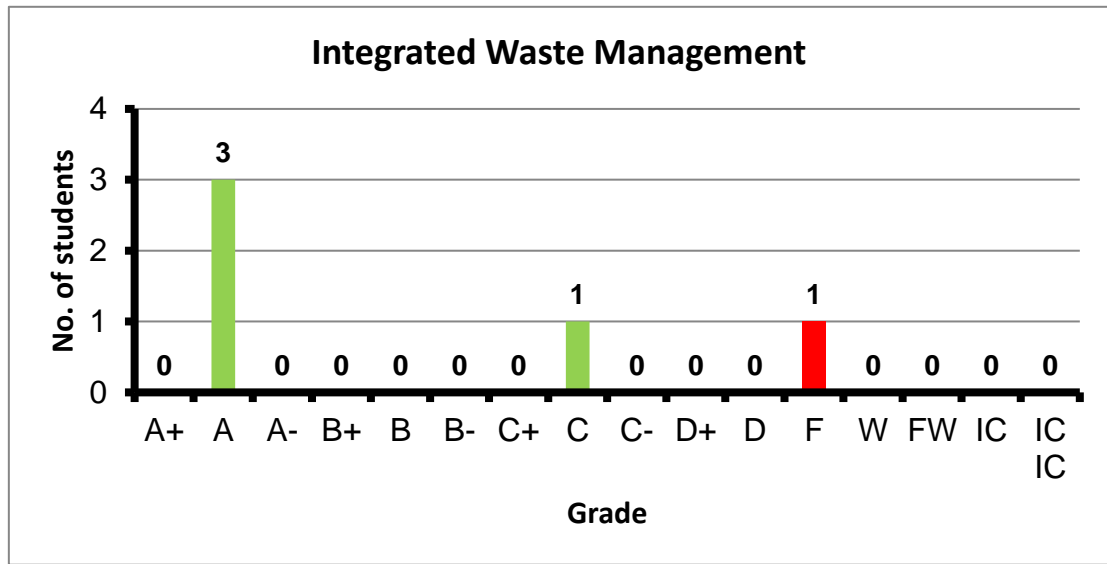 Integrated Waste Management
No. of students
4
3
2
1
0
0 3 0 0 0 0 0 1 0 0 0 1 0 0 0 0
A+ A A- B+ B B- C+ C C- D+ D F W FW IC IC
IC
Grade